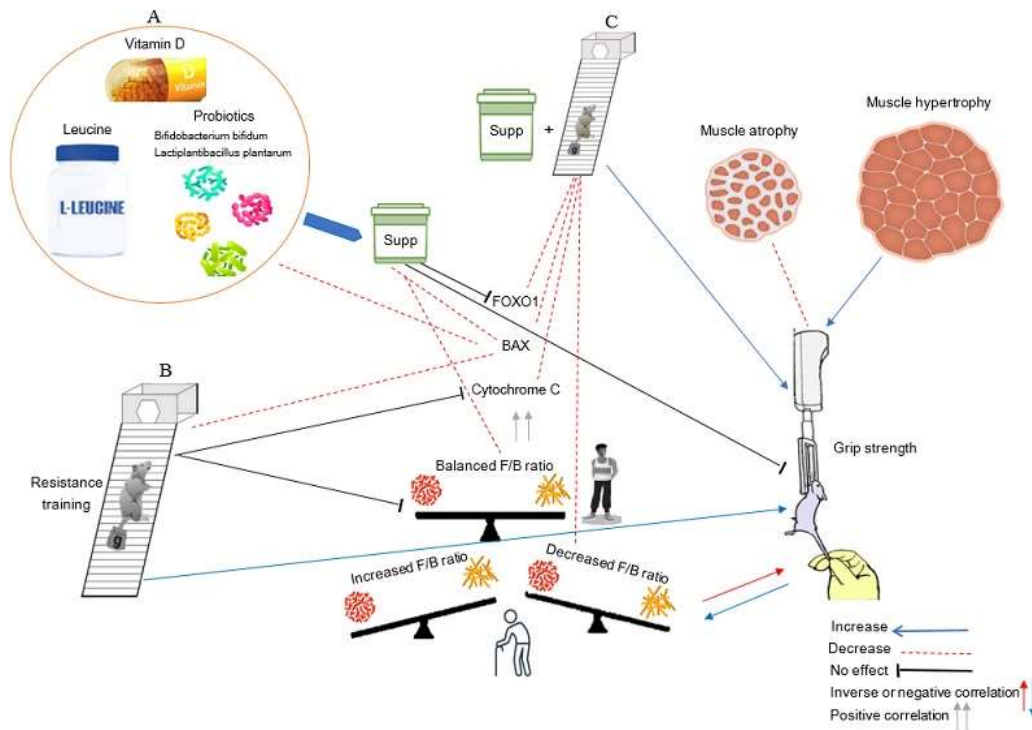 A
Vitamin D
D
Vitamin
Leucine
Probiotics
Bifidobacterium bifidum
Lactiplantibacillus plantarum
L-LEUCINE
Supp
C
Supp
+
g
Muscle atrophy
Muscle hypertrophy
FOXO1
BAX
Cytochrome C
B
Resistance
training
g
Balanced F/B ratio
Grip strength
Increased F/B ratio
Decreased F/B ratio
Increase
Decrease
No effect
Inverse or negative correlation
Positive correlation